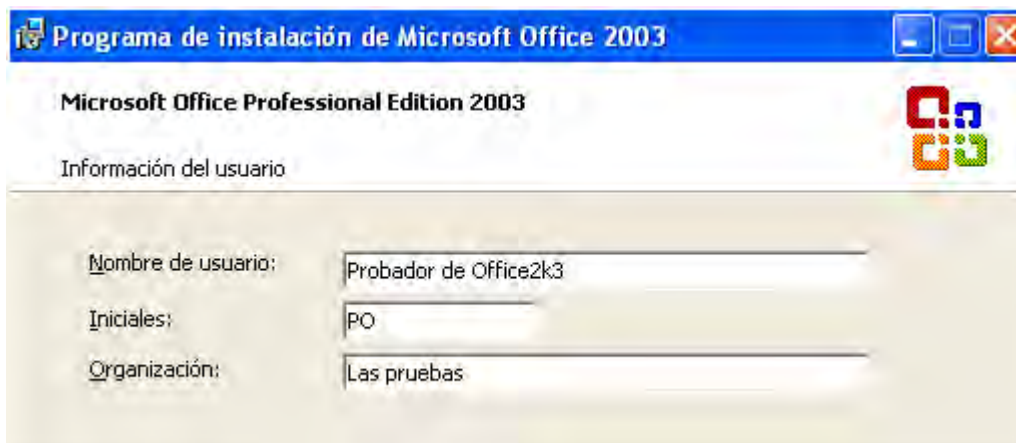 Programa de instalación de Microsoft Office 2003
Microsoft Office Professional Edition 2003
Información del usuario
Nombre de usuario: Probador de Office2k3
Iniciales: PO
Organización: Las pruebas